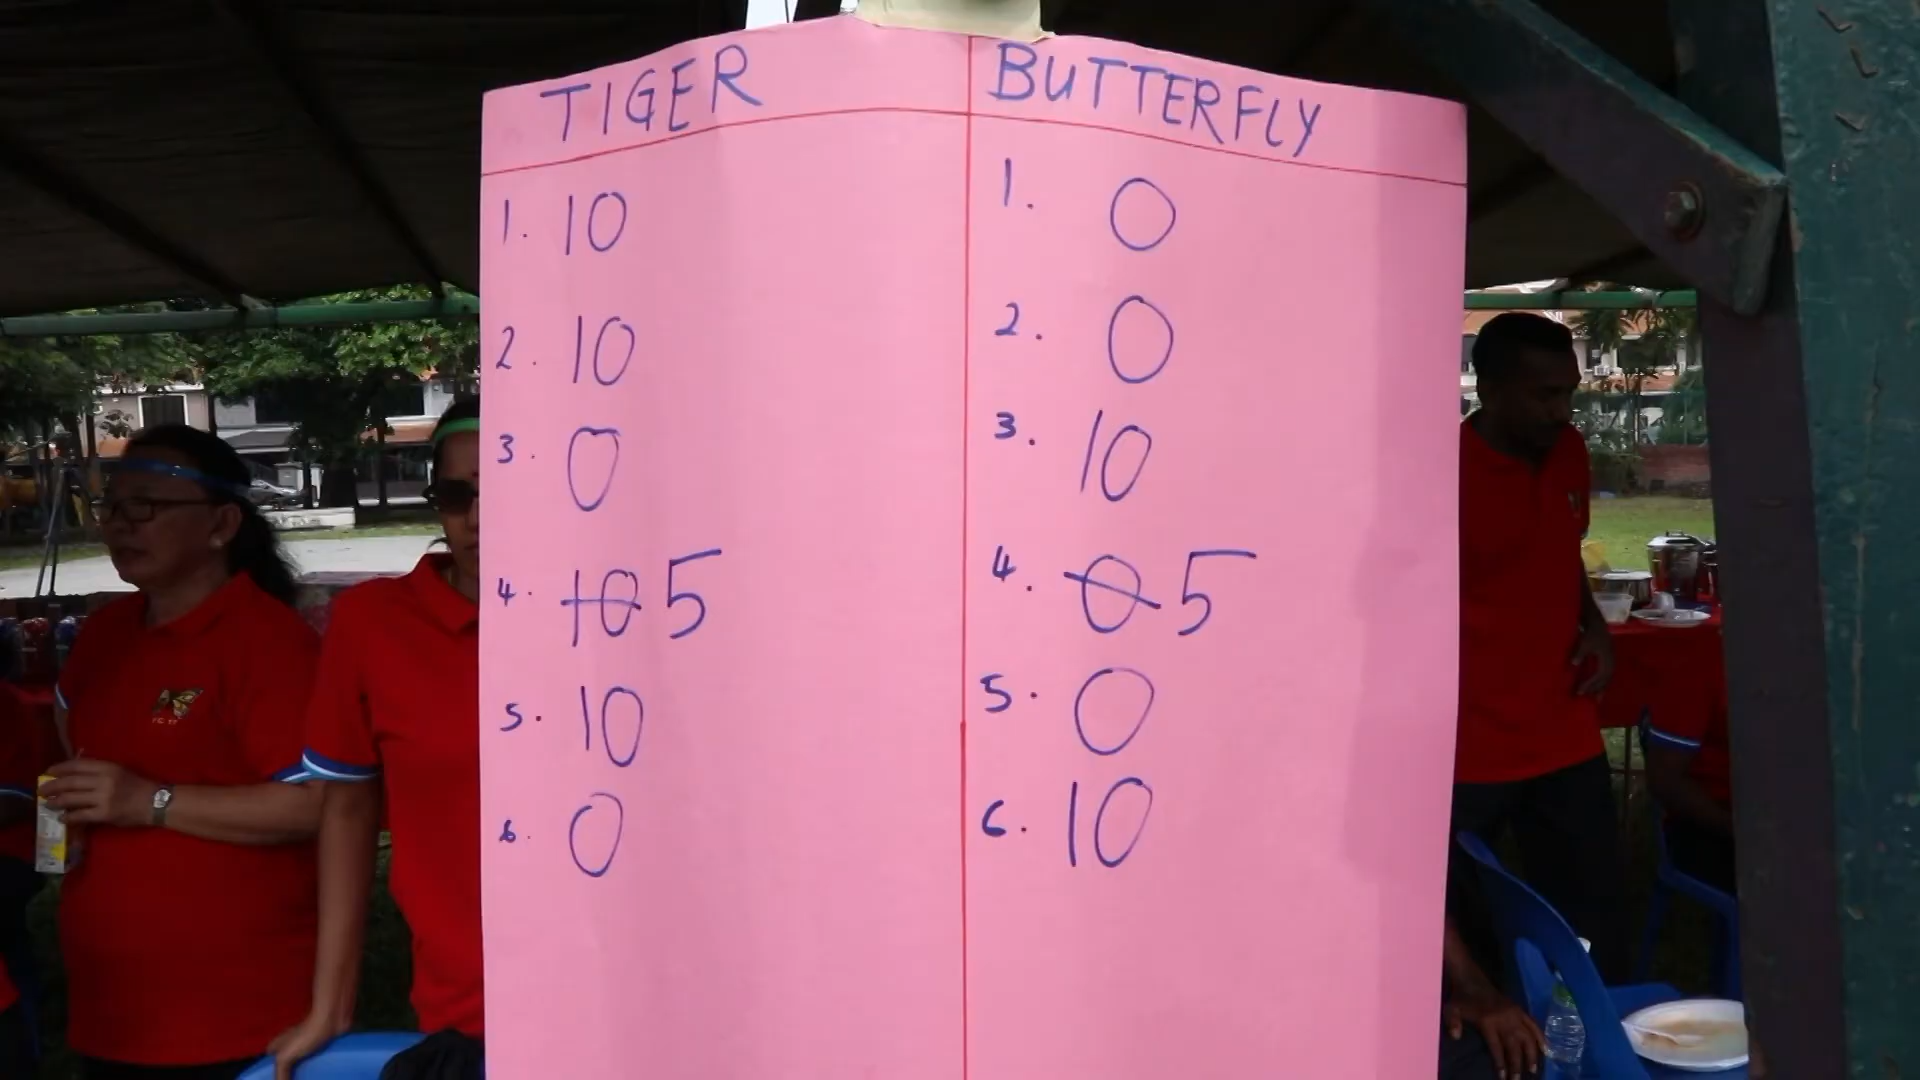 TIGER
1. 10
2. 10
3. 0
4. 10 5
5. 10
6. 0
BUTTERFLY
1. 0
2. 0
3. 10
4. 0 5
5. 0
6. 10